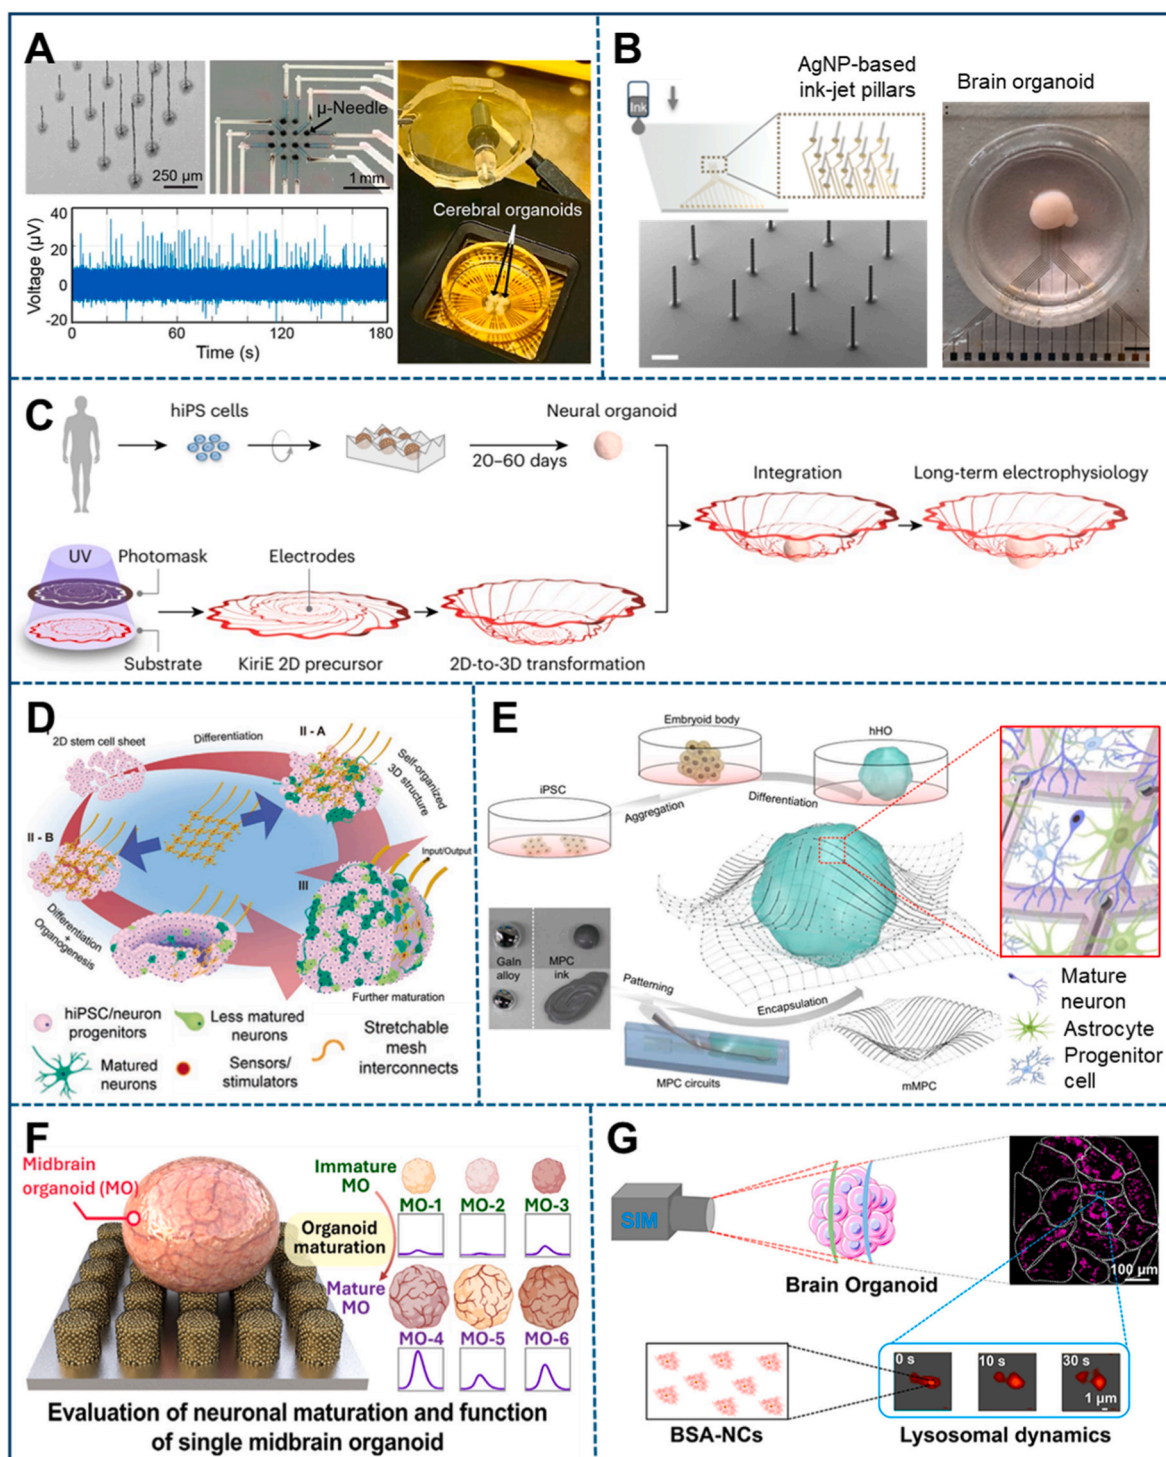 A
250 μm
μ-Needle
1 mm
Cerebral organoids
Voltage (μV)
40
20
0
-20
0
60
120
180
Time (s)
B
Ink
AgNP-based
ink-jet pillars
Brain organoid
C
hiPS cells
20–60 days
Neural organoid
Integration
Long-term electrophysiology
UV
Photomask
Substrate
Electrodes
KiriE 2D precursor
2D-to-3D transformation
D
2D stem cell sheet
Differentiation
II - A
Self-organized
3D structure
II - B
Input/Output
III
Differentiation
+
Organogenesis
Further maturation
hiPSC/neuron
progenitors
Less matured
neurons
Stretchable
mesh
interconnects
Matured
neurons
Sensors/
stimulators
E
Embryoid body
hHO
iPSC
Aggregation
Differentiation
GaIn
alloy
MPC
ink
Patterning
Encapsulation
MPC circuits
mMPC
Mature
neuron
Astrocyte
Progenitor
cell
F
Midbrain
organoid (MO)
Immature
MO
MO-1
MO-2
MO-3
Organoid
maturation
Mature
MO
MO-4
MO-5
MO-6
Evaluation of neuronal maturation and function
of single midbrain organoid
G
SIM
Brain Organoid
100 μm
0 s
10 s
30 s
1 μm
BSA-NCs
Lysosomal dynamics